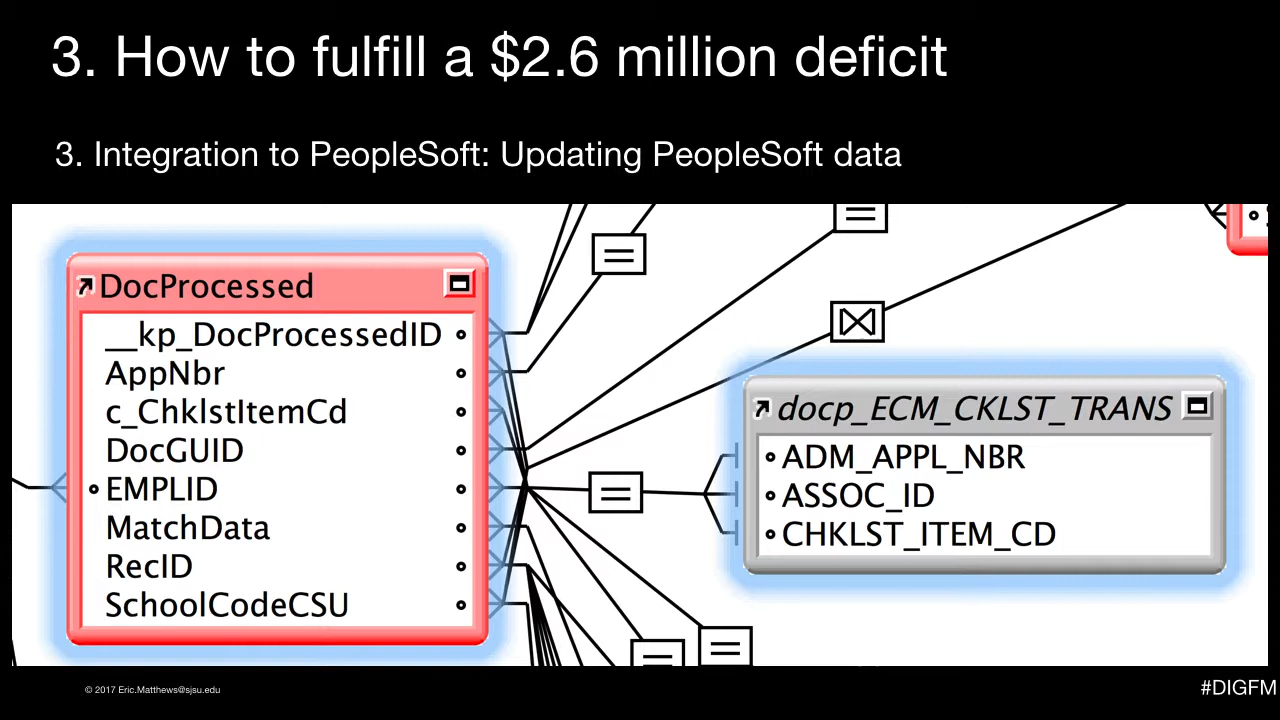 3. How to fulfill a $2.6 million deficit
3. Integration to PeopleSoft: Updating PeopleSoft data
DocProcessed
__kp_DocProcessedID
AppNbr
c_ChklstItemCd
DocGUID
EMPLID
MatchData
RecID
SchoolCodeCSU
docp_ECM_CKLST_TRANS
ADM_APPL_NBR
ASSOC_ID
CHKLST_ITEM_CD
© 2017 Eric.Matthews@sjsu.edu
#DIGFM